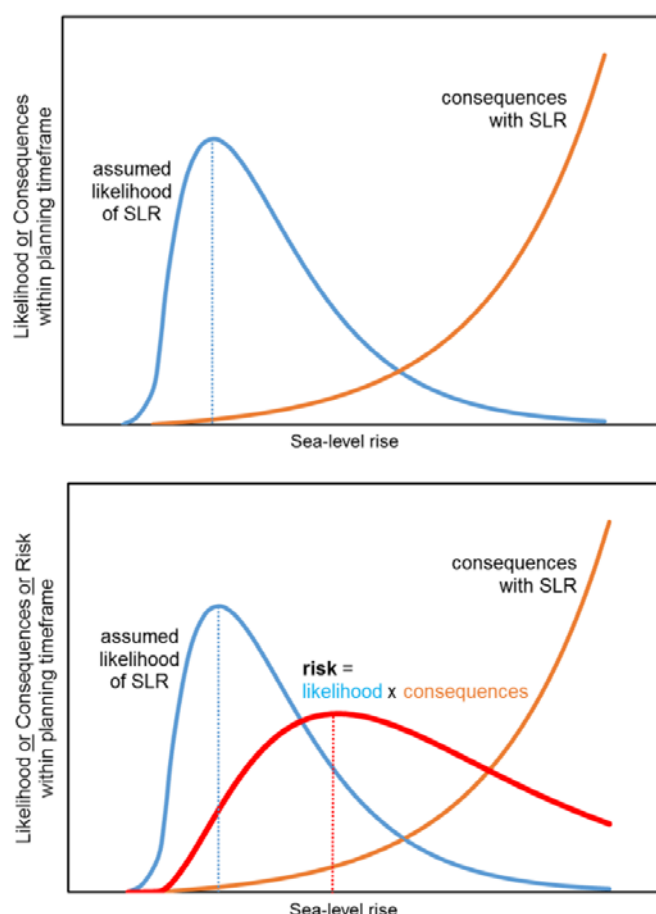 Likelihood or Consequences
within planning timeframe
consequences
with SLR
assumed
likelihood
of SLR
Sea-level rise
Likelihood or Consequences or Risk
within planning timeframe
consequences
with SLR
assumed
likelihood
of SLR
risk =
likelihood x consequences
Sea-level rise